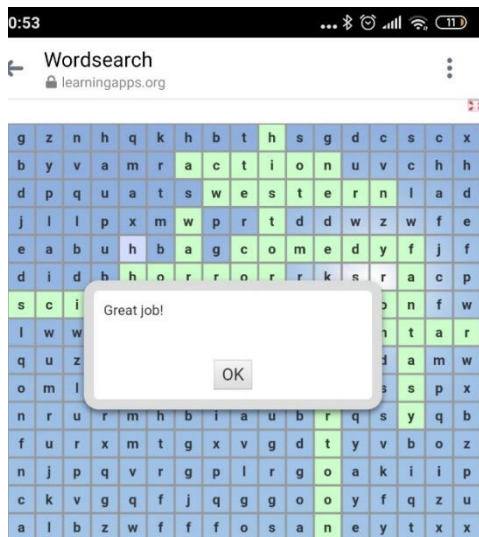 0:53
11
Wordsearch
learningapps.org
g z n h q k h b t h s g d c s c x
b y v a m r a c t i o n u v c h h
d p q u a t s w e s t e r n l a d
j l l p x m w p r t d d w z w f e
e a b u h b a g c o m e d y f j f
d i d h h o r r o r r k s r a c p
s c i n f w
l w w t a r
q u z d a m w
o m l s s p x
n r u r m h b i a u b r q s y q b
f u r x m t g x v g d t y v b o z
n j p q v r g p l r g o a k i i p
c k v g q f j q g g o o y f q z u
a l b z w f f f o s a n e y t x x
Great job!
OK